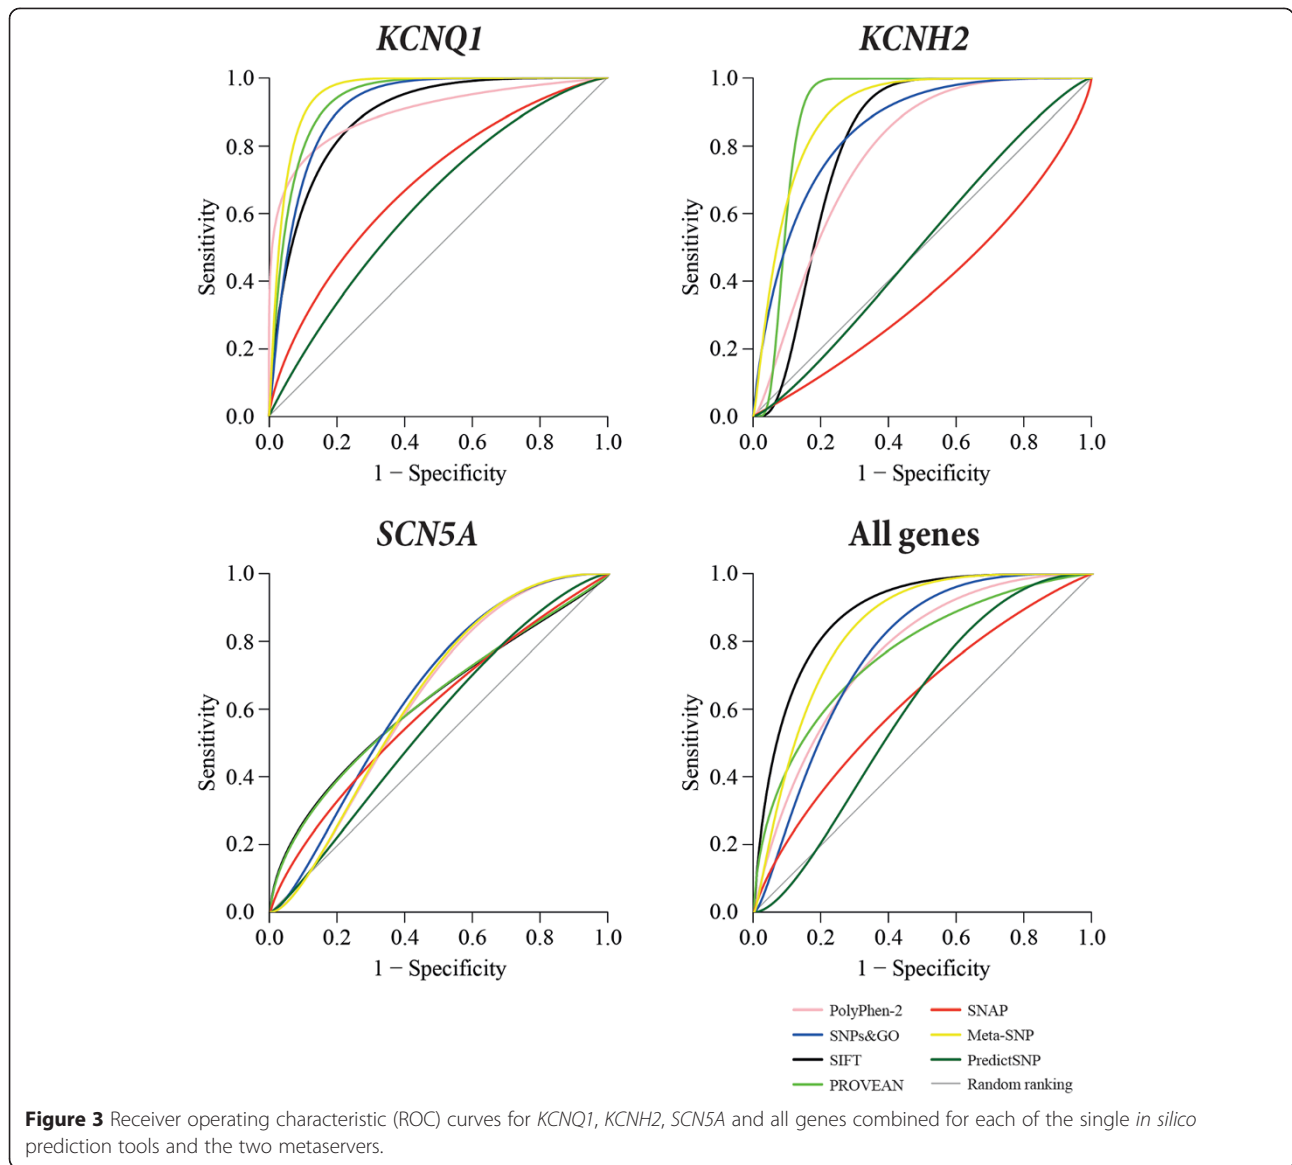 KCNQ1
KCNH2
1.0
0.8
0.6
0.4
0.2
0.0
Sensitivity
0.0 0.2 0.4 0.6 0.8 1.0
1 − Specificity
1.0
0.8
0.6
0.4
0.2
0.0
Sensitivity
0.0 0.2 0.4 0.6 0.8 1.0
1 − Specificity
SCN5A
All genes
1.0
0.8
0.6
0.4
0.2
0.0
Sensitivity
0.0 0.2 0.4 0.6 0.8 1.0
1 − Specificity
1.0
0.8
0.6
0.4
0.2
0.0
Sensitivity
0.0 0.2 0.4 0.6 0.8 1.0
1 − Specificity
PolyPhen-2
SNPs&GO
SIFT
PROVEAN
SNAP
Meta-SNP
PredictSNP
Random ranking
Figure 3 Receiver operating characteristic (ROC) curves for KCNQ1, KCNH2, SCN5A and all genes combined for each of the single in silico
prediction tools and the two metaservers.